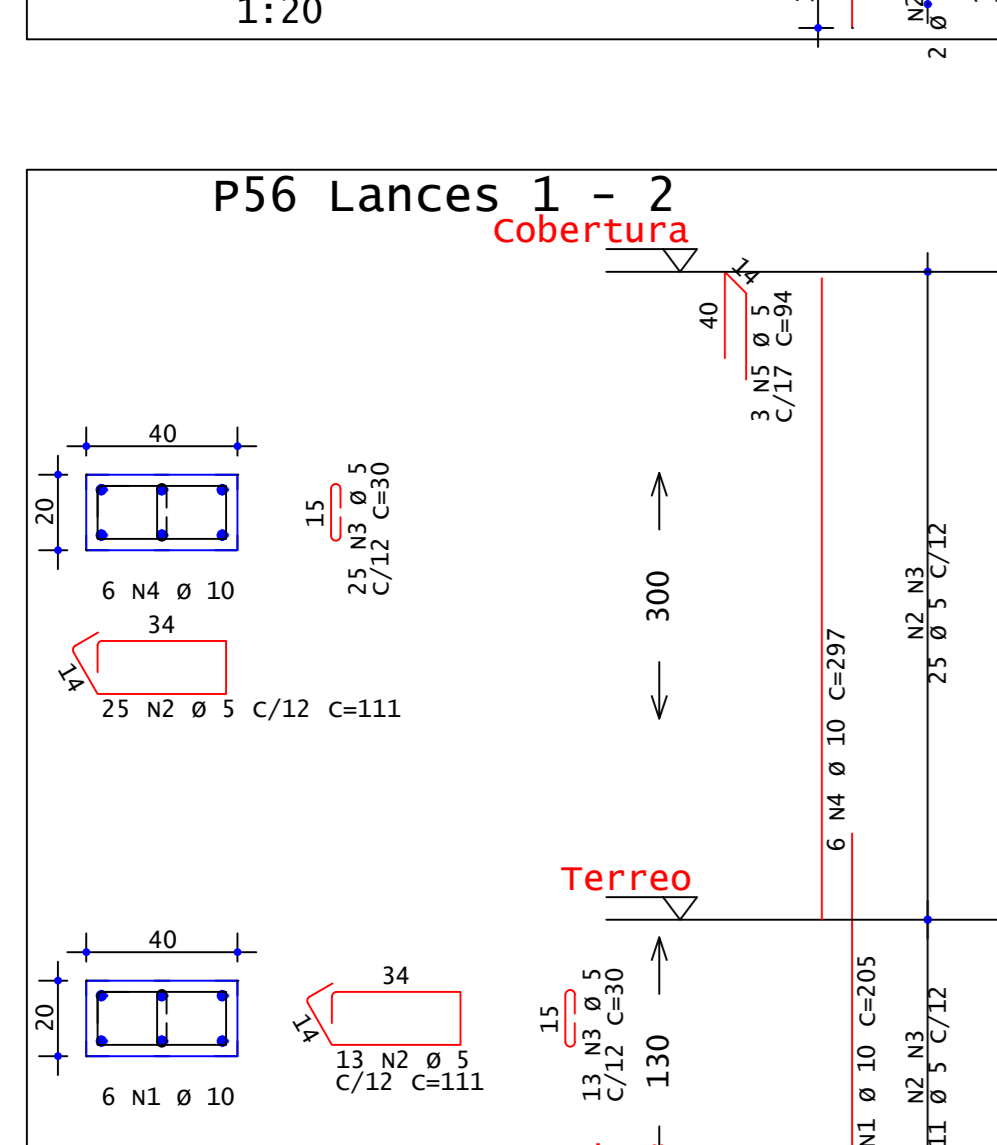 1:20
2 Ø
P56 Lances 1 - 2
Cobertura
14
40
3 N5 Ø 5
C/17 C=94
40
20
6 N4 Ø 10
15
25 N3 Ø 5
C/12 C=30
34
14
25 N2 Ø 5 C/12 C=111
300
6 N4 Ø 10 C=297
N2 N3
25 Ø 5 C/12
Terreo
40
20
6 N1 Ø 10
34
14
13 N2 Ø 5
C/12 C=111
15
13 N3 Ø 5
C/12 C=30
130
N1 Ø 10 C=205
N2 N3
11 Ø 5 C/12